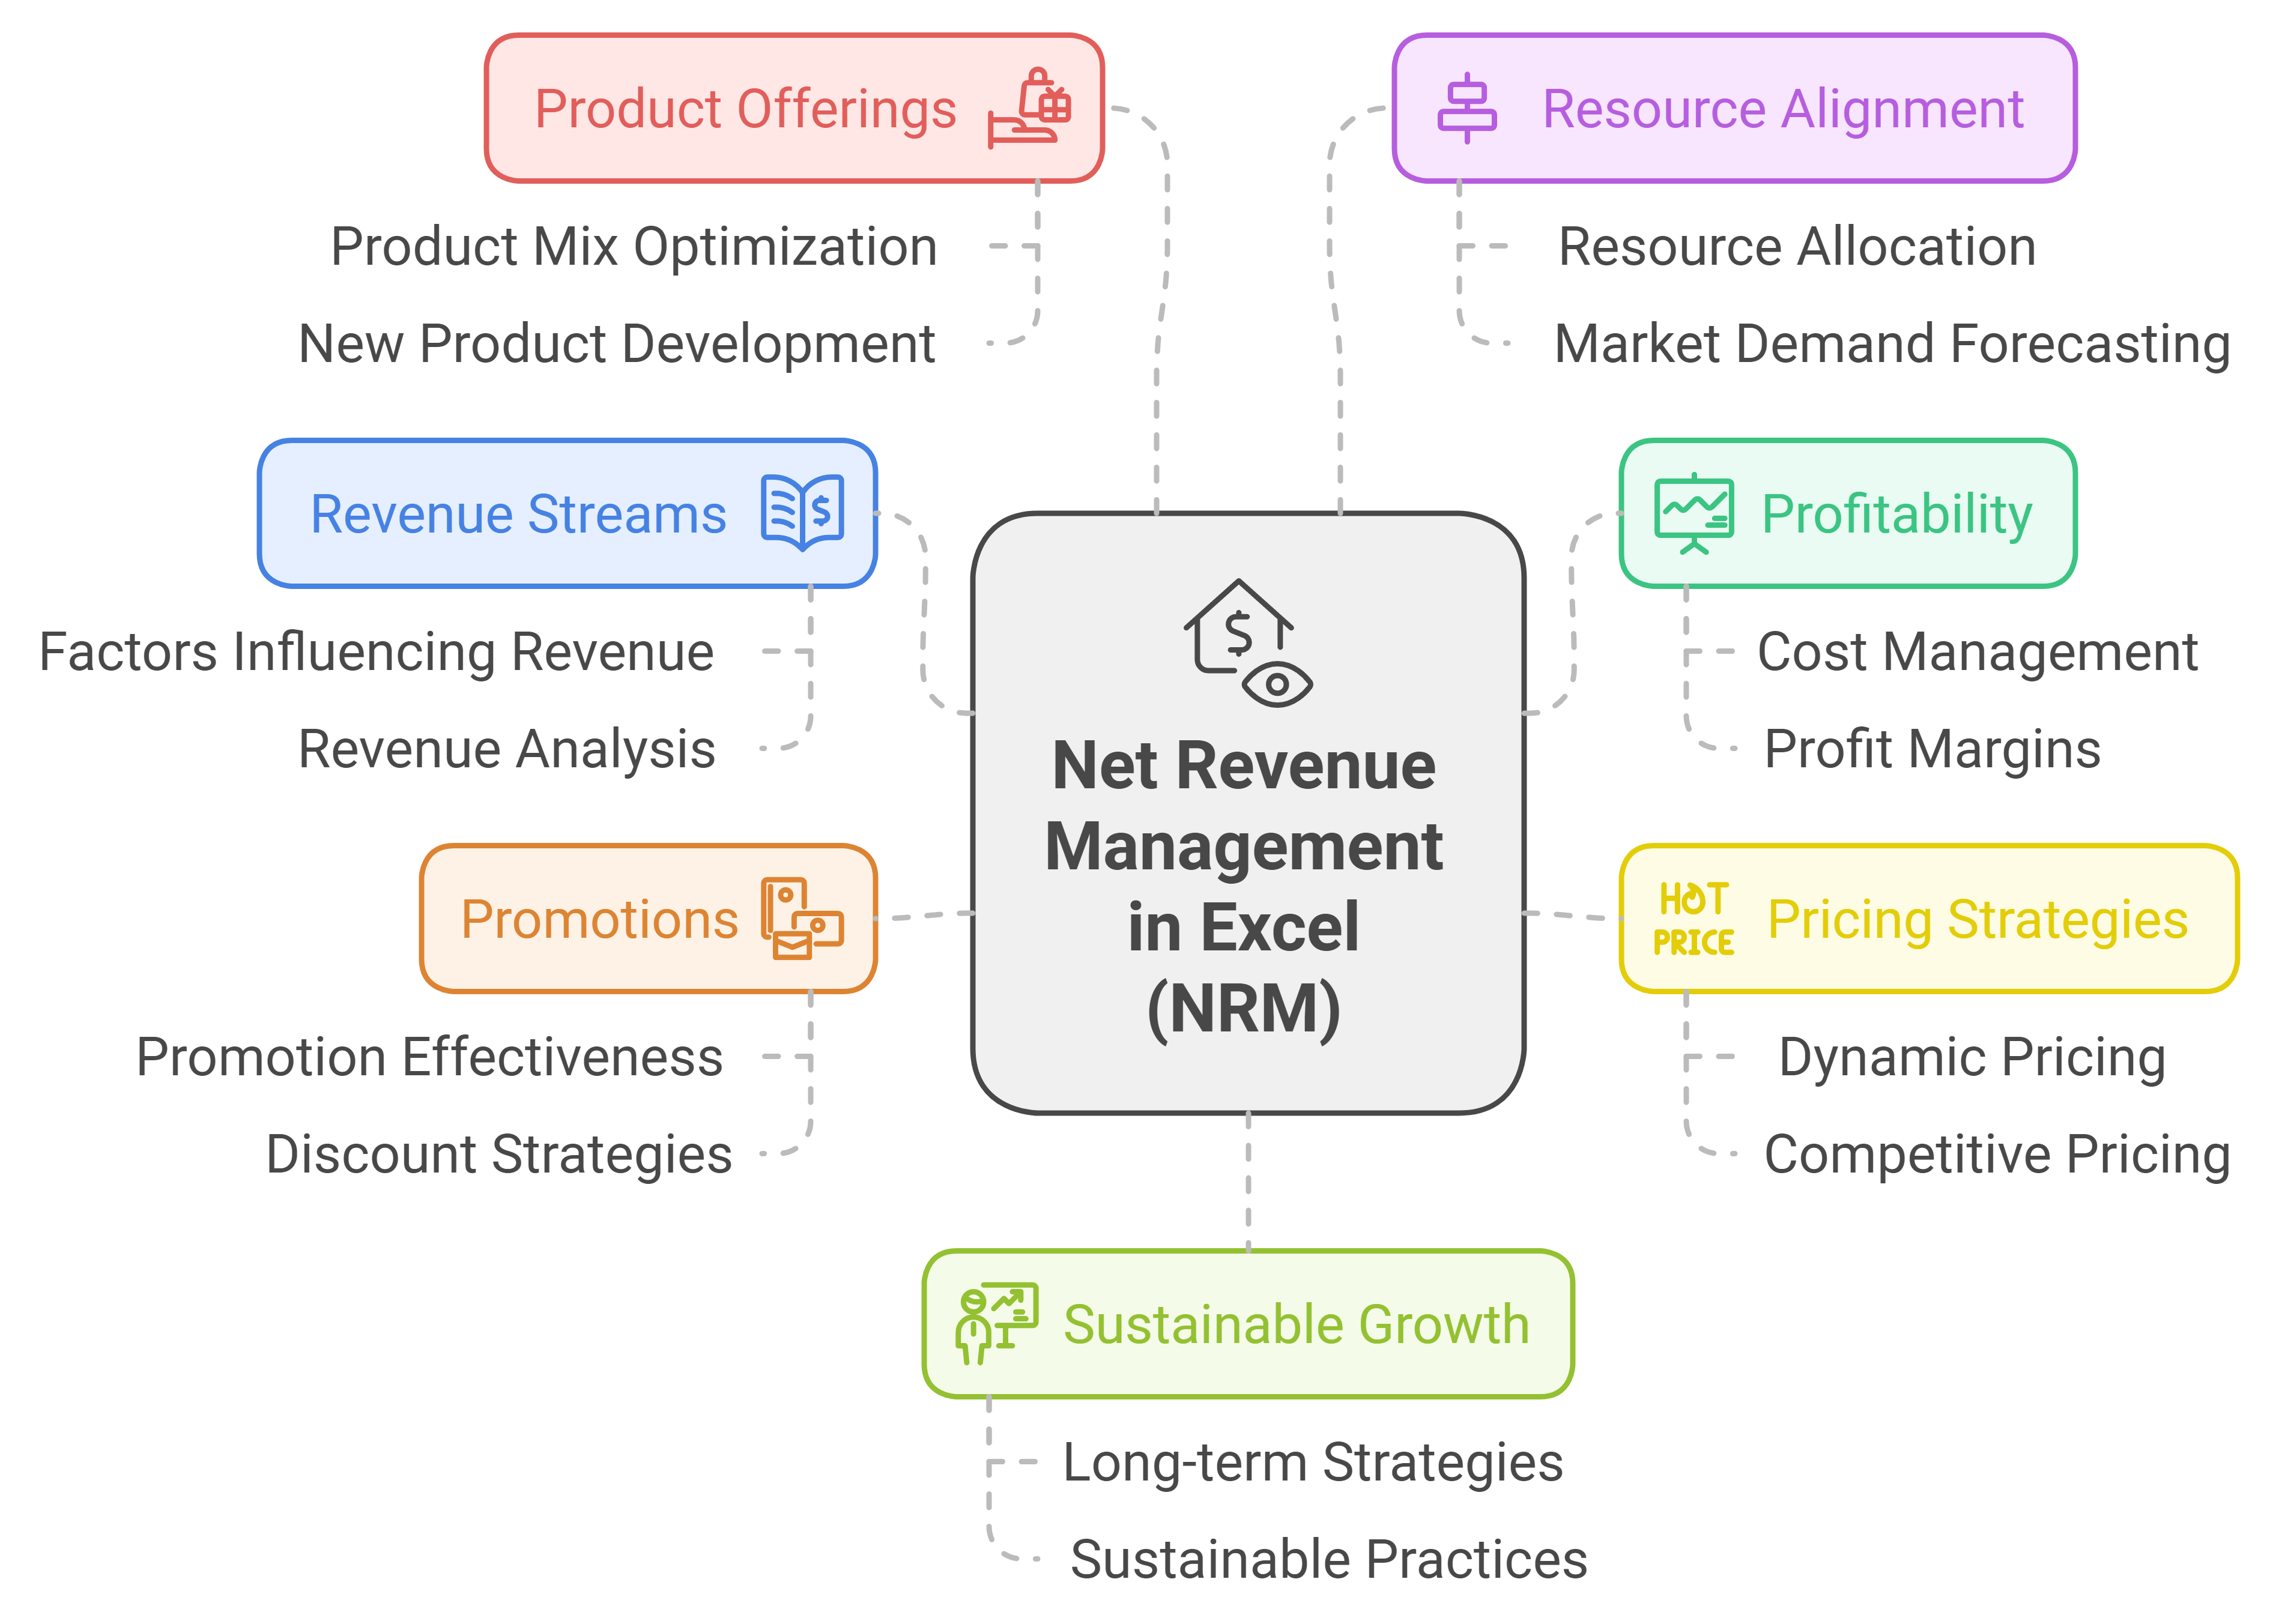 Product Offerings
Product Mix Optimization
New Product Development
Resource Alignment
Resource Allocation
Market Demand Forecasting
Revenue Streams
Factors Influencing Revenue
Revenue Analysis
Profitability
Cost Management
Profit Margins
Net Revenue
Management
in Excel
(NRM)
Promotions
Promotion Effectiveness
Discount Strategies
HOT
PRICE
Pricing Strategies
Dynamic Pricing
Competitive Pricing
Sustainable Growth
Long-term Strategies
Sustainable Practices